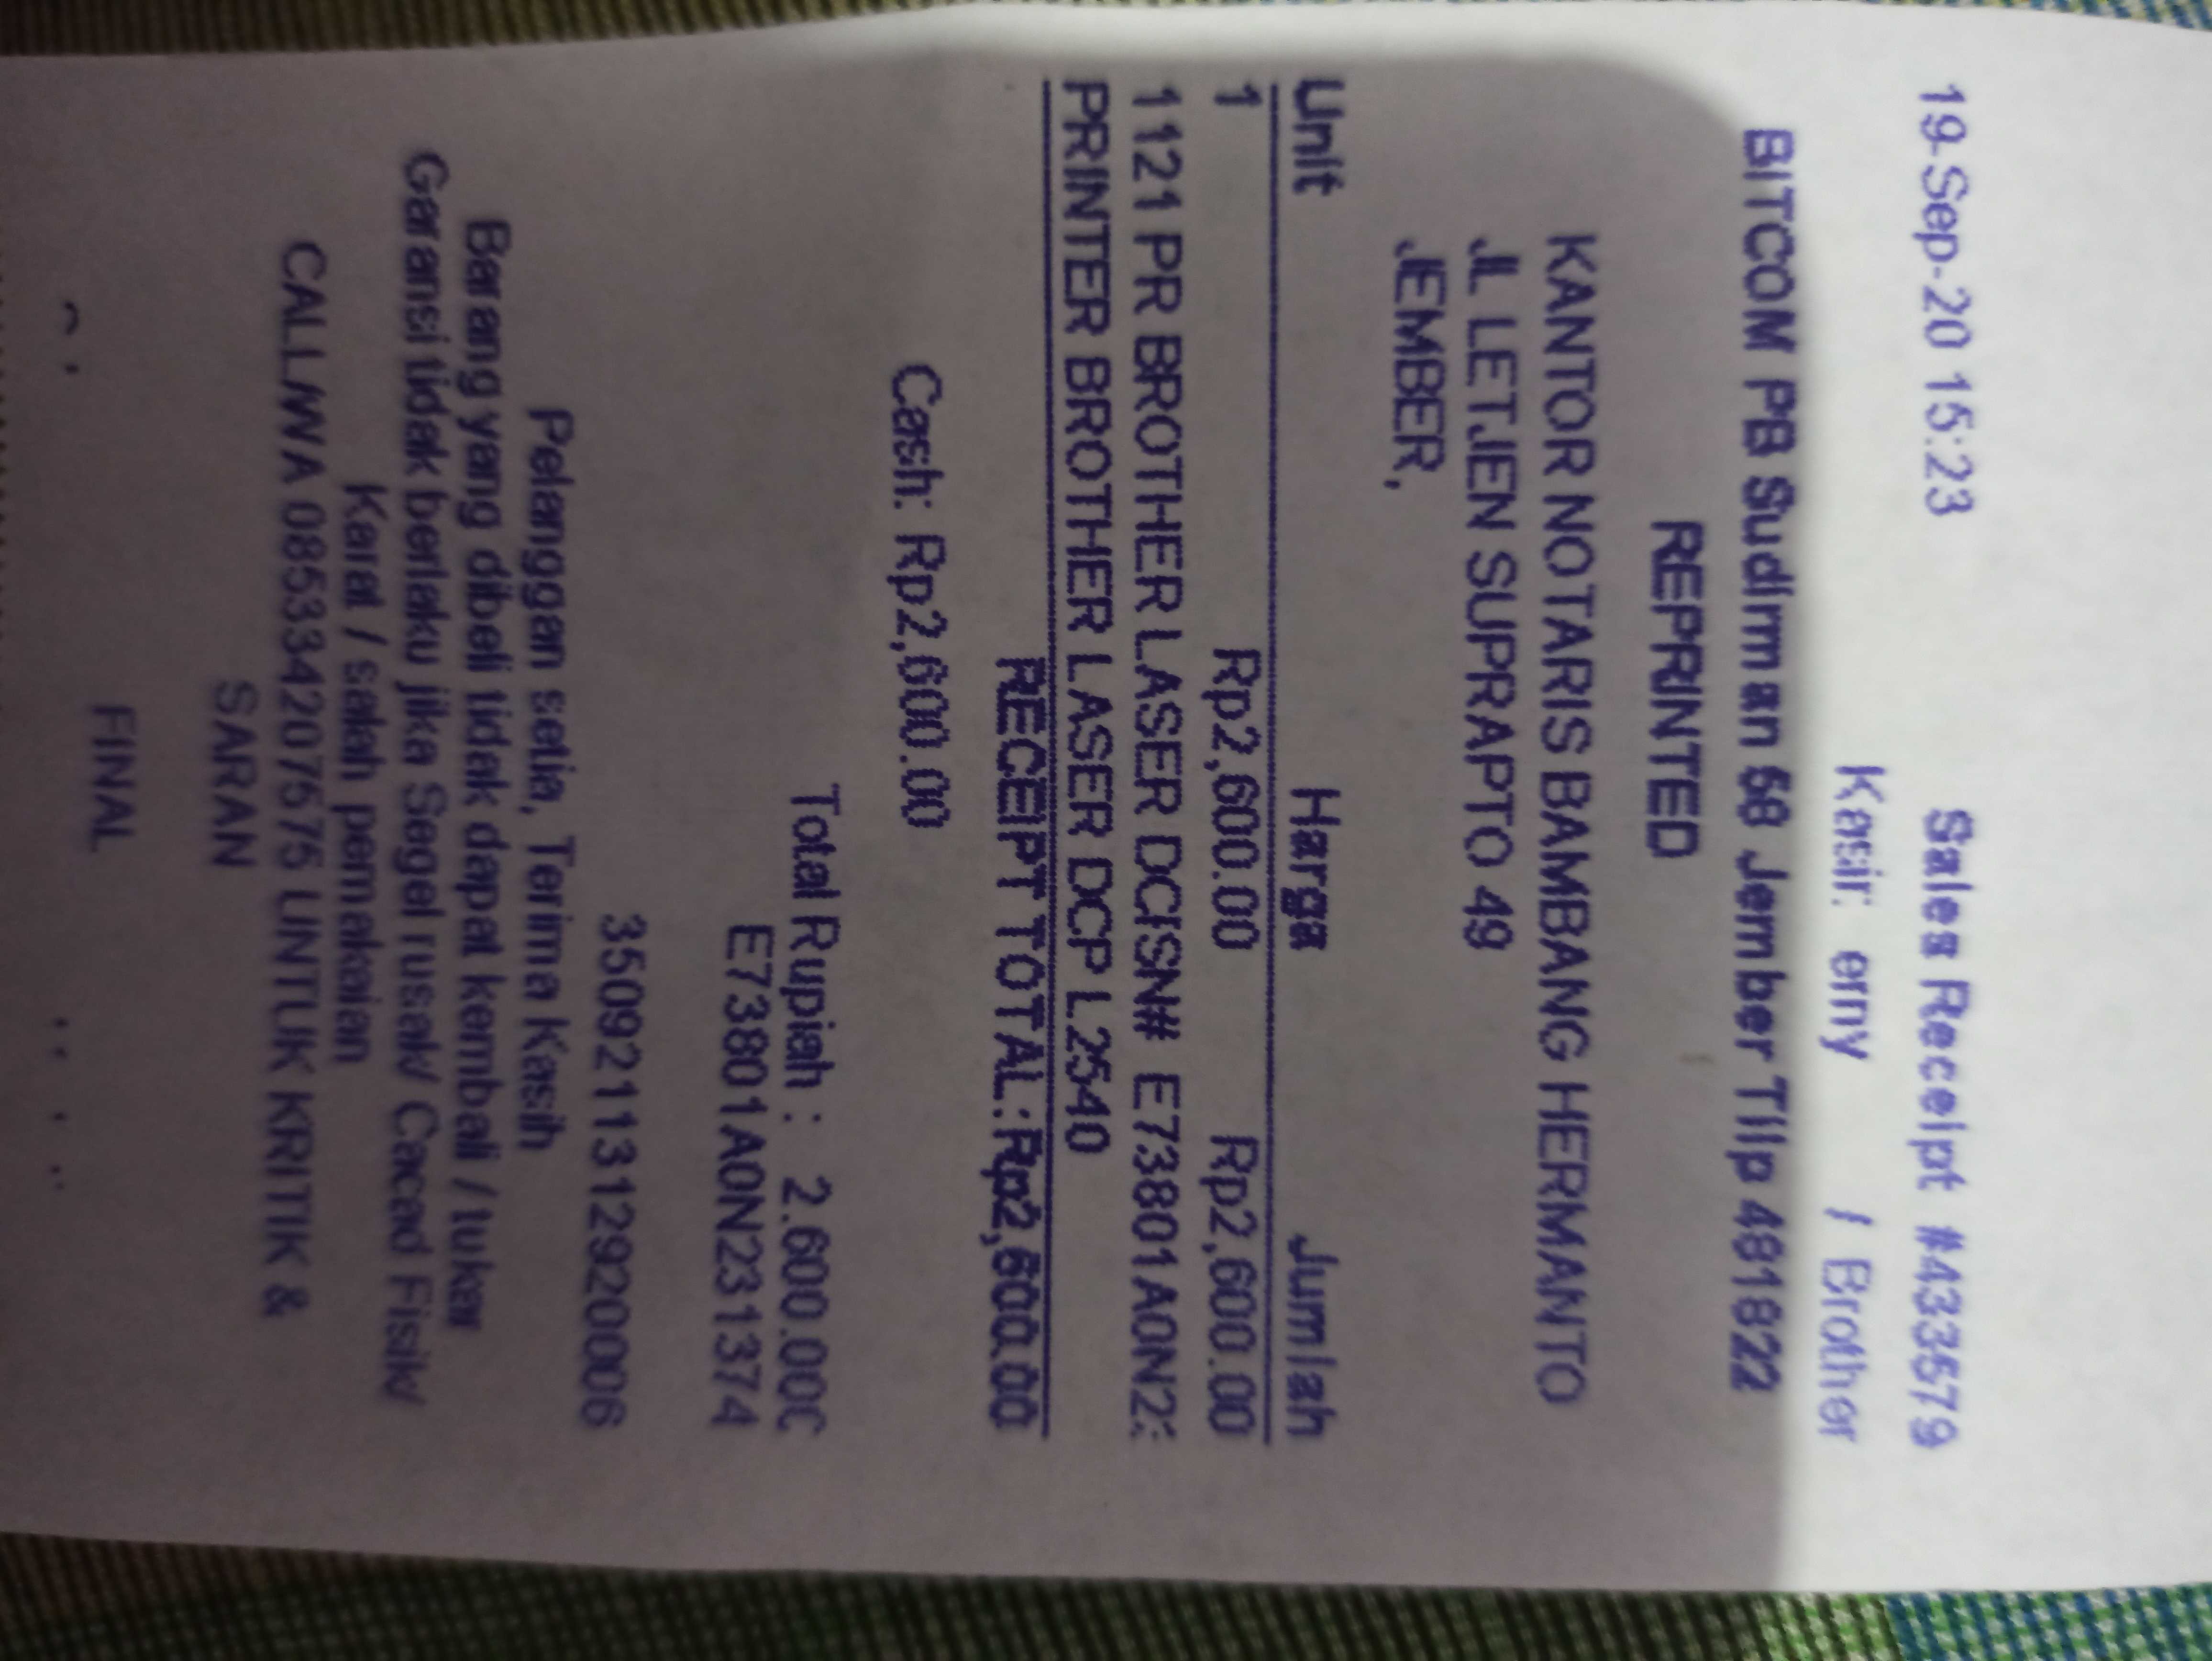 19-Sep-20 15:23 Sales Receipt #433579
Kasir: erny / Brother
BITCOM PB Sudirman 58 Jember Tllp 481822
REPRINTED
KANTOR NOTARIS BAMBANG HERMANTO
JL LETJEN SUPRAPTO 49
JEMBER,
Unit Harga Jumlah
1 Rp2,600.00 Rp2,600.00
1121 PR BROTHER LASER DCISN# E73801A0N2
PRINTER BROTHER LASER DCP L2540
RECEIPT TOTAL: Rp2,600.00
Cash: Rp2,600.00
Total Rupiah : 2.600.000
E73801A0N231374
3509211312920006
Pelanggan setia, Terima Kasih
Barang yang dibeli tidak dapat kembali / tukar
Garansi tidak berlaku jika Segel rusak/ Cacad Fisik/
Karat / salah pemakaian
CALL/WA 085334207575 UNTUK KRITIK &
SARAN
FINAL